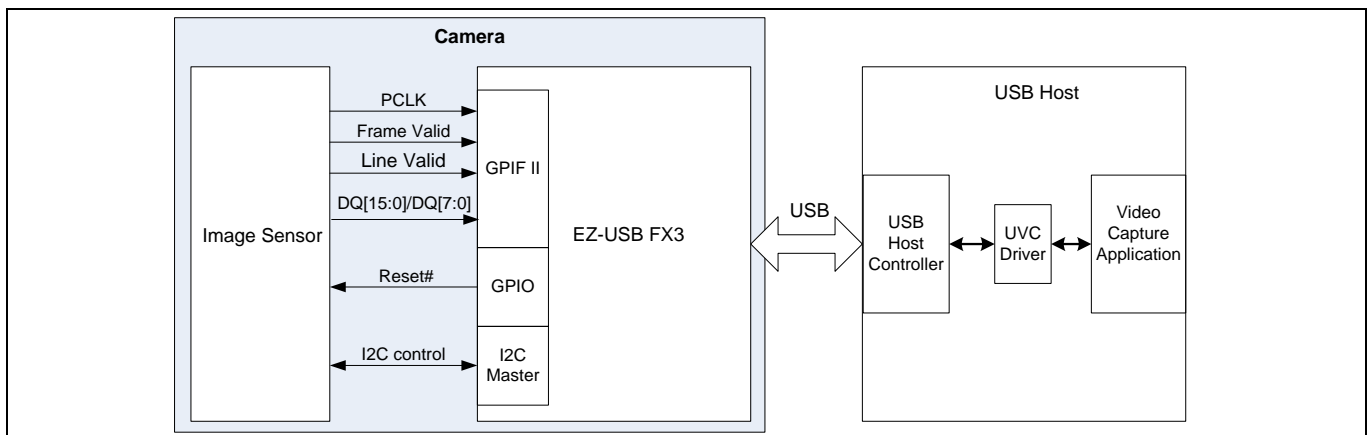 Camera
Image Sensor
PCLK
Frame Valid
Line Valid
DQ[15:0]/DQ[7:0]
Reset#
I2C control
GPIF II
GPIO
I2C
Master
EZ-USB FX3
USB
USB Host
USB
Host
Controller
UVC
Driver
Video
Capture
Application